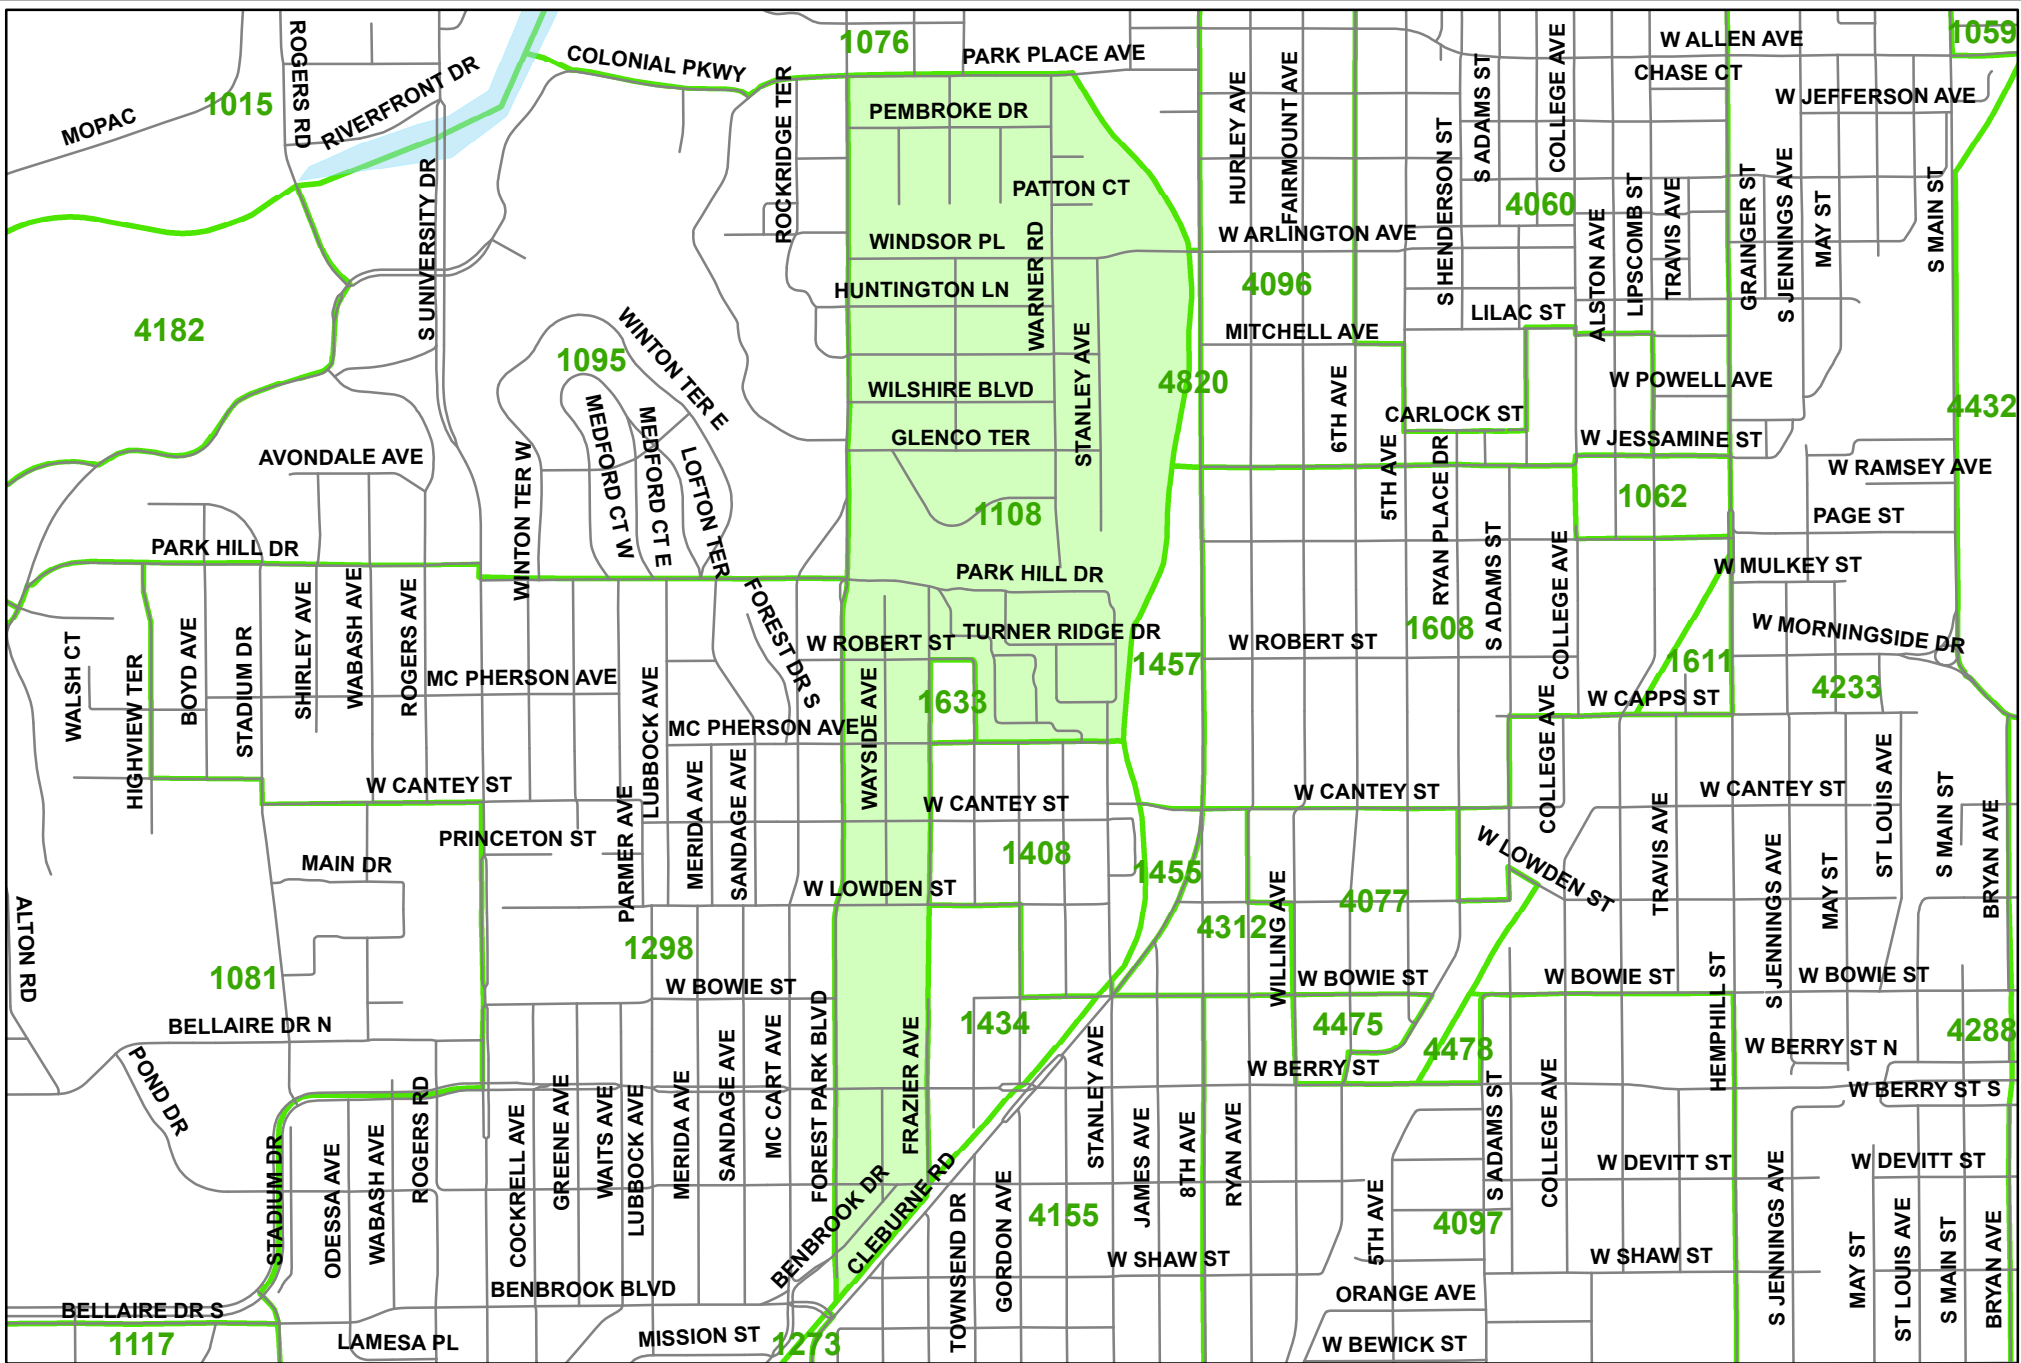 1076
PARK PLACE AVE
W ALLEN AVE
1059
ROGERS RD
COLONIAL PKWY
CHASE CT
MOPAC
1015
RIVERFRONT DR
ROCKRIDGE TER
PEMBROKE DR
HURLEY AVE
FAIRMOUNT AVE
S ADAMS ST
COLLEGE AVE
W JEFFERSON AVE
S UNIVERSITY DR
PATTON CT
S HENDERSON ST
4060
LIPSCOMB ST
TRAVIS AVE
GRAINGER ST
S JENNINGS AVE
MAY ST
S MAIN ST
WINDSOR PL
WARNER RD
W ARLINGTON AVE
ALSTON AVE
4096
HUNTINGTON LN
LILAC ST
4182
WINTON TER E
1095
STANLEY AVE
MITCHELL AVE
4820
WILSHIRE BLVD
6TH AVE
W POWELL AVE
4432
MEDFORD CT W
MEDFORD CT E
LOFTON TER
CARLOCK ST
GLENCO TER
W JESSAMINE ST
AVONDALE AVE
WINTON TER W
5TH AVE
RYAN PLACE DR
W RAMSEY AVE
1062
1108
PAGE ST
PARK HILL DR
S ADAMS ST
COLLEGE AVE
PARK HILL DR
W MULKEY ST
FOREST DR S
WALSH CT
HIGHVIEW TER
BOYD AVE
STADIUM DR
SHIRLEY AVE
WABASH AVE
ROGERS AVE
W ROBERT ST
TURNER RIDGE DR
W ROBERT ST
1608
W MORNINGSIDE DR
1457
1611
MC PHERSON AVE
4233
LUBBOCK AVE
1633
W CAPPS ST
MC PHERSON AVE
WAYSIDE AVE
COLLEGE AVE
W CANTEY ST
PARMER AVE
MERIDA AVE
SANDAGE AVE
W CANTEY ST
W CANTEY ST
W CANTEY ST
ST LOUIS AVE
S MAIN ST
BRYAN AVE
PRINCETON ST
W LOWDEN ST
TRAVIS AVE
S JENNINGS AVE
MAY ST
MAIN DR
1408
1455
W LOWDEN ST
WILLING AVE
4077
ALTON RD
4312
1298
1081
W BOWIE ST
W BOWIE ST
W BOWIE ST
HEMPHILL ST
W BOWIE ST
FOREST PARK BLVD
FRAZIER AVE
1434
4475
BELLAIRE DR N
STANLEY AVE
4478
W BERRY ST N
4288
POND DR
SANDAGE AVE
MC CART AVE
W BERRY ST
W BERRY ST S
ROGERS RD
COCKRELL AVE
GREENE AVE
WAITS AVE
LUBBOCK AVE
MERIDA AVE
JAMES AVE
8TH AVE
RYAN AVE
S ADAMS ST
COLLEGE AVE
STADIUM DR
ODESSA AVE
WABASH AVE
BENBROOK DR
CLEBURNE RD
TOWNSEND DR
GORDON AVE
W DEVITT ST
W DEVITT ST
4155
5TH AVE
4097
S JENNINGS AVE
MAY ST
ST LOUIS AVE
S MAIN ST
BRYAN AVE
W SHAW ST
W SHAW ST
BENBROOK BLVD
ORANGE AVE
BELLAIRE DR S
1117
LAMESA PL
MISSION ST
1273
W BEWICK ST